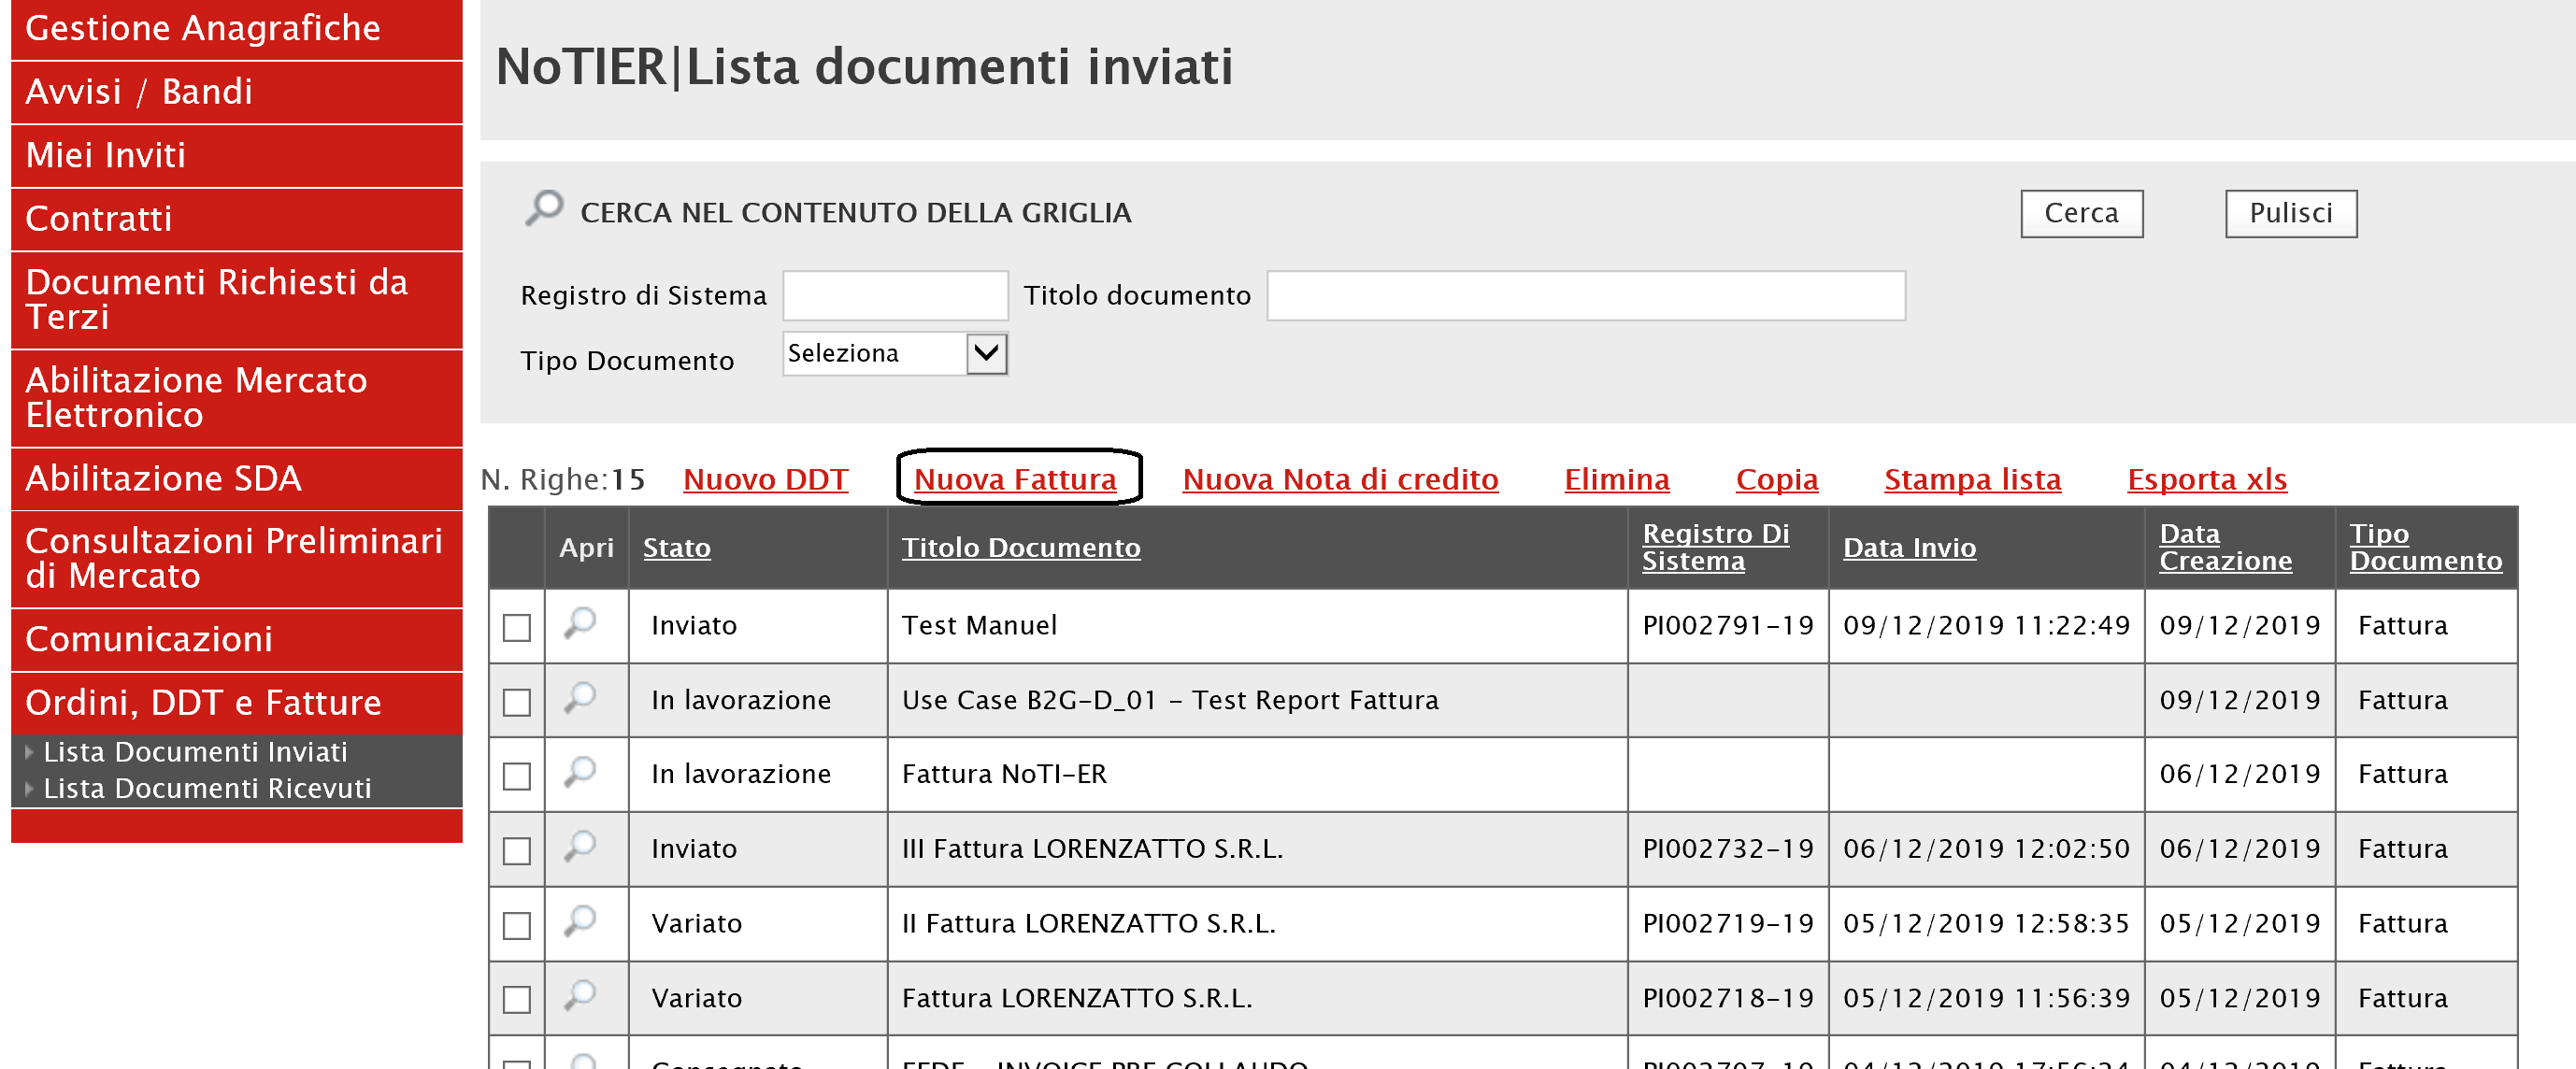 Gestione Anagrafiche
Avvisi / Bandi
Miei Inviti
Contratti
Documenti Richiesti da
Terzi
Abilitazione Mercato
Elettronico
Abilitazione SDA
Consultazioni Preliminari
di Mercato
Comunicazioni
Ordini, DDT e Fatture
Lista Documenti Inviati
Lista Documenti Ricevuti
NoTIER|Lista documenti inviati
CERCA NEL CONTENUTO DELLA GRIGLIA Cerca Pulisci
Registro di Sistema Titolo documento
Tipo Documento Seleziona
N. Righe:15 Nuovo DDT Nuova Fattura Nuova Nota di credito Elimina Copia Stampa lista Esporta xls
Apri Stato Titolo Documento Registro Di Sistema Data Invio Data Creazione Tipo Documento
Inviato Test Manuel PI002791-19 09/12/2019 11:22:49 09/12/2019 Fattura
In lavorazione Use Case B2G-D_01 - Test Report Fattura 09/12/2019 Fattura
In lavorazione Fattura NoTI-ER 06/12/2019 Fattura
Inviato III Fattura LORENZATTO S.R.L. PI002732-19 06/12/2019 12:02:50 06/12/2019 Fattura
Variato II Fattura LORENZATTO S.R.L. PI002719-19 05/12/2019 12:58:35 05/12/2019 Fattura
Variato Fattura LORENZATTO S.R.L. PI002718-19 05/12/2019 11:56:39 05/12/2019 Fattura
Consegnato INVOICE PRE COLLAUDO 04/12/2019 Fattura